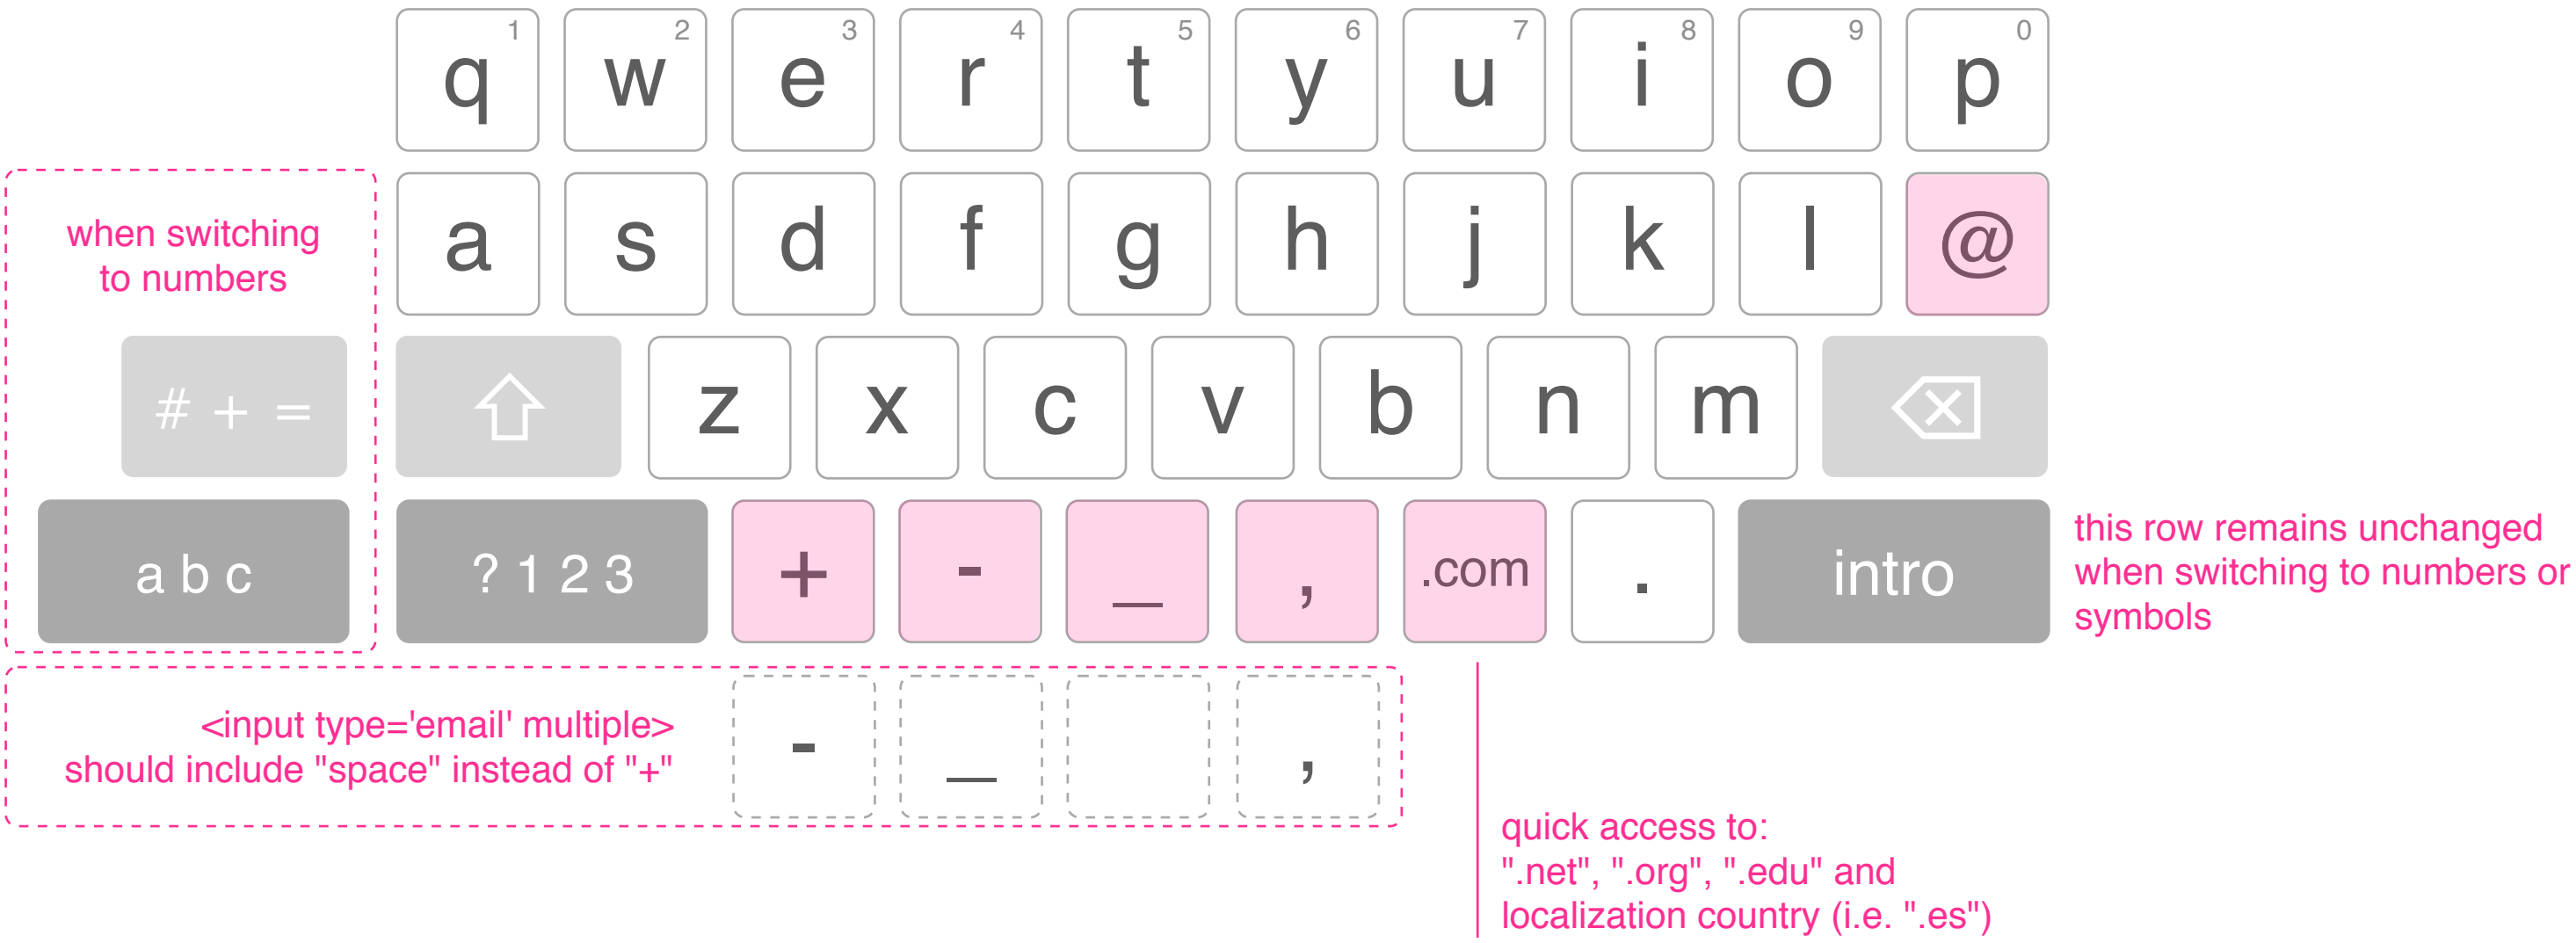 1 2 3 4 5 6 7 8 9 0
q w e r t y u i o p
when switching
to numbers
a s d f g h j k l @
# + =
z x c v b n m
a b c
? 1 2 3 + - _ , .com . intro
this row remains unchanged
when switching to numbers or
symbols
<input type='email' multiple>
should include "space" instead of "+"
- _ ,
quick access to:
".net", ".org", ".edu" and
localization country (i.e. ".es")